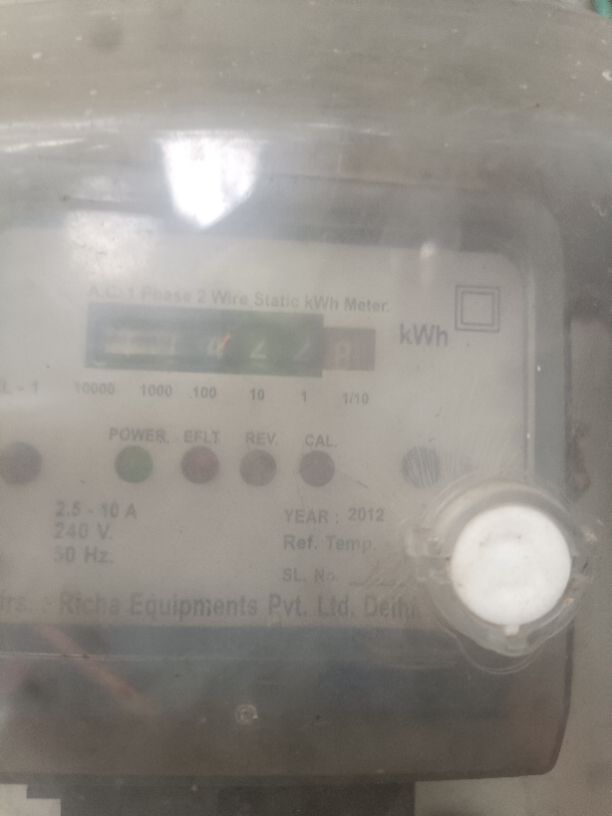 A.C. 1 Phase 2 Wire Static kWh Meter.
kWh
10000 1000 100 10 1 1/10
POWER. EFLT REV. CAL.
2.5 - 10 A
240 V.
50 Hz.
YEAR : 2012
Ref. Temp.
SL. No.
Richa Equipments Pvt. Ltd. Delhi